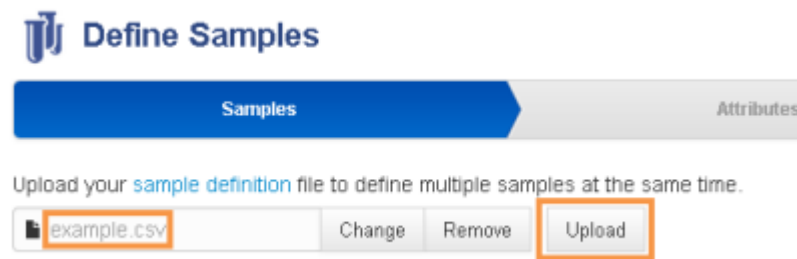 Define Samples
Samples Attributes
Upload your sample definition file to define multiple samples at the same time.
example.csv Change Remove Upload